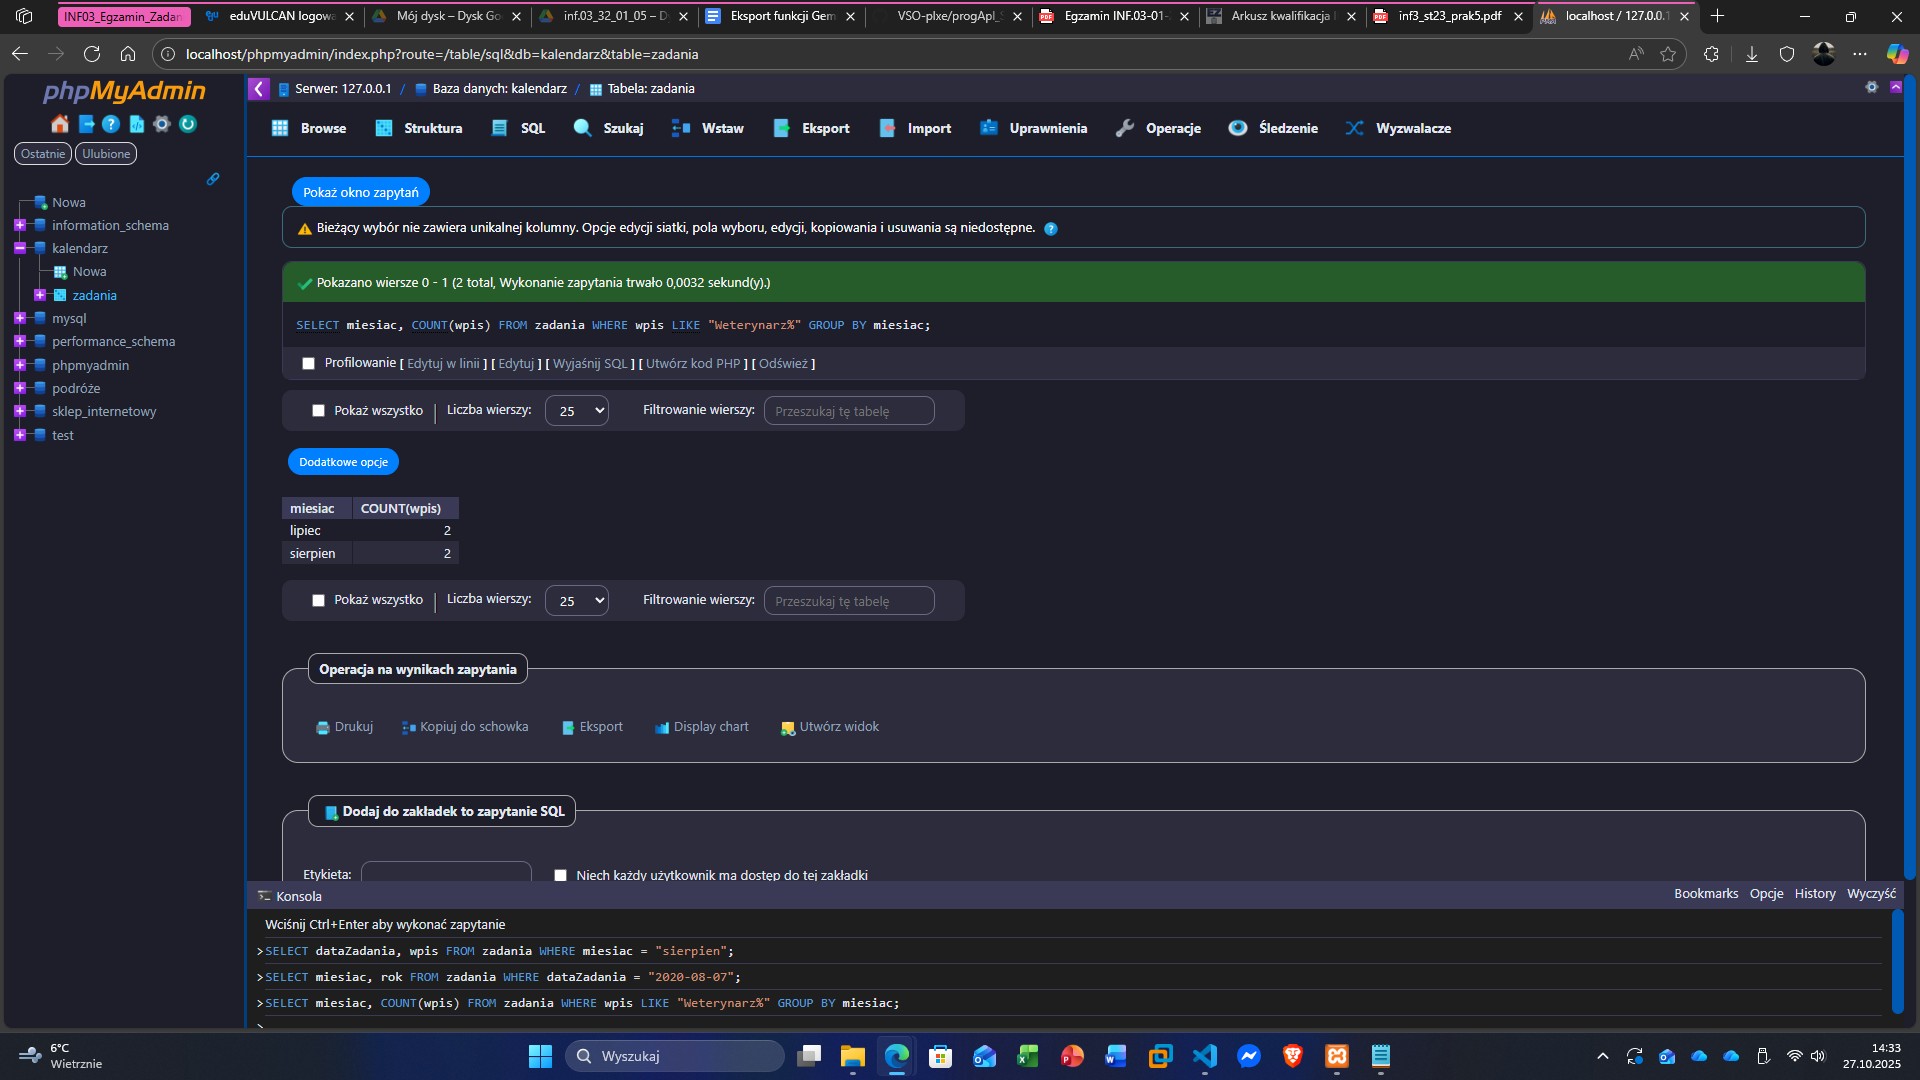 INF03_Egzamin_Zadan
eduVULCAN logowa
Mój dysk – Dysk Go
inf.03_32_01_05 – D
Eksport funkcji Gem
VSO-plxe/progApl_S
Egzamin INF.03-01-
Arkusz kwalifikacja
inf3_st23_prak5.pdf
localhost / 127.0.0.1
localhost/phpmyadmin/index.php?route=/table/sql&db=kalendarz&table=zadania
phpMyAdmin
Ostatnie
Ulubione
Nowa
information_schema
kalendarz
Nowa
zadania
mysql
performance_schema
phpmyadmin
podróże
sklep_internetowy
test
Serwer: 127.0.0.1 / Baza danych: kalendarz / Tabela: zadania
Browse
Struktura
SQL
Szukaj
Wstaw
Eksport
Import
Uprawnienia
Operacje
Śledzenie
Wyzwalacze
Pokaż okno zapytań
Bieżący wybór nie zawiera unikalnej kolumny. Opcje edycji siatki, pola wyboru, edycji, kopiowania i usuwania są niedostępne.
Pokazano wiersze 0 - 1 (2 total, Wykonanie zapytania trwało 0,0032 sekund(y).)
SELECT miesiac, COUNT(wpis) FROM zadania WHERE wpis LIKE "Weterynarz%" GROUP BY miesiac;
Profilowanie [ Edytuj w linii ] [ Edytuj ] [ Wyjaśnij SQL ] [ Utwórz kod PHP ] [ Odśwież ]
Pokaż wszystko | Liczba wierszy: 25 Filtrowanie wierszy: Przeszukaj tę tabelę
Dodatkowe opcje
miesiac COUNT(wpis)
lipiec 2
sierpien 2
Pokaż wszystko | Liczba wierszy: 25 Filtrowanie wierszy: Przeszukaj tę tabelę
Operacja na wynikach zapytania
Drukuj
Kopiuj do schowka
Eksport
Display chart
Utwórz widok
Dodaj do zakładek to zapytanie SQL
Etykieta: Niech każdy użytkownik ma dostęp do tej zakładki
Konsola
Bookmarks Opcje History Wyczyść
Wciśnij Ctrl+Enter aby wykonać zapytanie
>SELECT dataZadania, wpis FROM zadania WHERE miesiac = "sierpien";
>SELECT miesiac, rok FROM zadania WHERE dataZadania = "2020-08-07";
>SELECT miesiac, COUNT(wpis) FROM zadania WHERE wpis LIKE "Weterynarz%" GROUP BY miesiac;
>
6°C
Wietrznie
Wyszukaj
14:33
27.10.2025